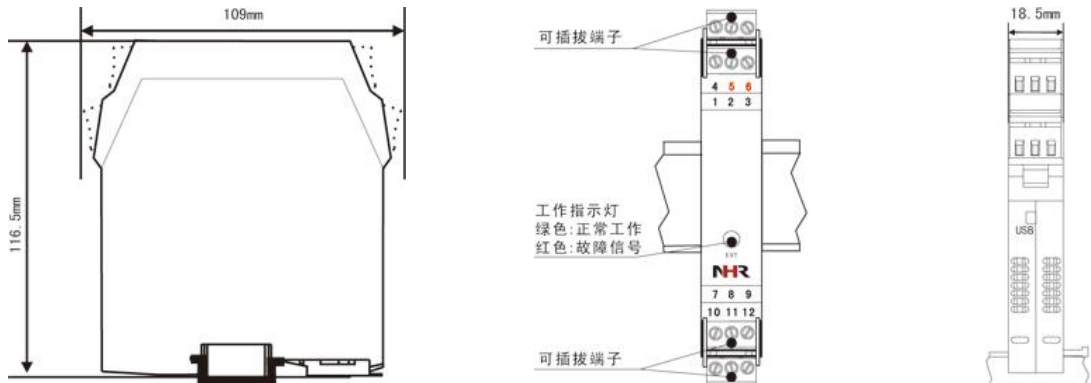 109mm
116.5mm
可插拔端子
4 5 6
1 2 3
工作指示灯
绿色:正常工作
红色:故障信号
EXT
NHR
7 8 9
10 11 12
可插拔端子
18.5mm
USB